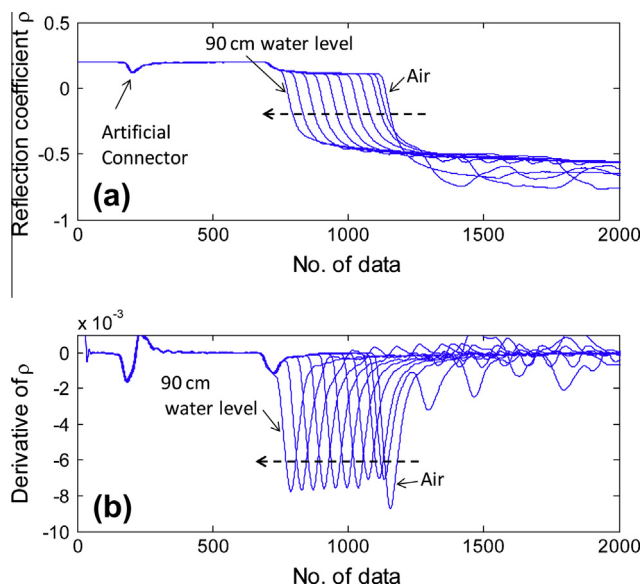 0.5
90 cm water level
Air
0
Artificial
Connector
-0.5
(a)
-1
0 500 1000 1500 2000
No. of data
Reflection coefficient ρ
x 10⁻³
0
90 cm
water level
-2
-4
-6
Air
-8
(b)
-10
0 500 1000 1500 2000
No. of data
Derivative of ρ